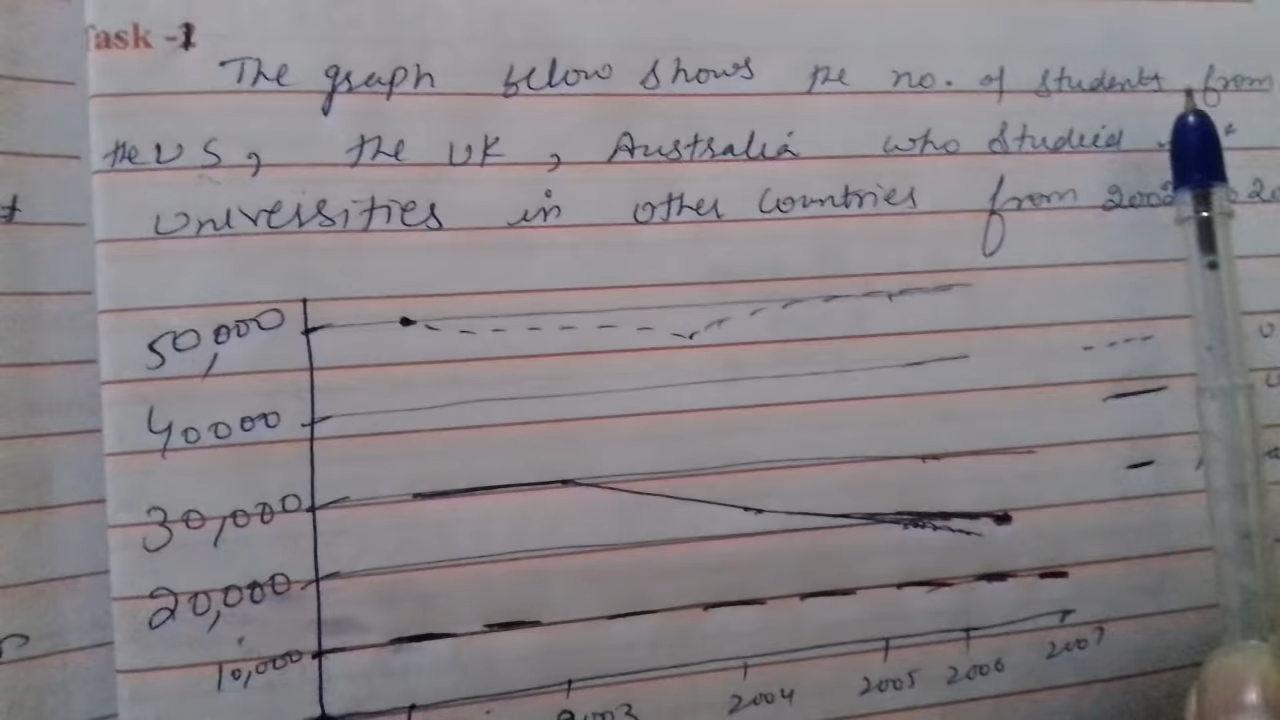 Task -1
The graph below shows the no. of students from
the US, the UK, Australia who studied
Universities in other countries from 2002
50,000
40000
30,000
20,000
10,000
2003 2004 2005 2006 2007